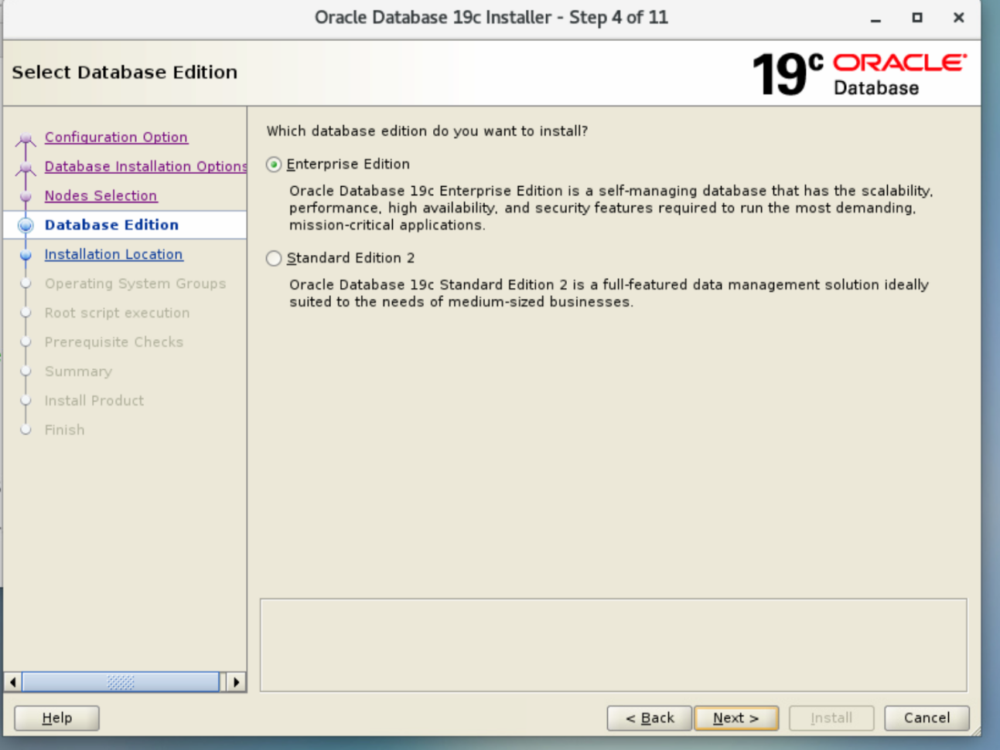 Oracle Database 19c Installer - Step 4 of 11
Select Database Edition
19c ORACLE
Database
Configuration Option
Database Installation Options
Nodes Selection
Database Edition
Installation Location
Operating System Groups
Root script execution
Prerequisite Checks
Summary
Install Product
Finish
Which database edition do you want to install?
Enterprise Edition
Oracle Database 19c Enterprise Edition is a self-managing database that has the scalability,
performance, high availability, and security features required to run the most demanding,
mission-critical applications.
Standard Edition 2
Oracle Database 19c Standard Edition 2 is a full-featured data management solution ideally
suited to the needs of medium-sized businesses.
Help
< Back
Next >
Install
Cancel